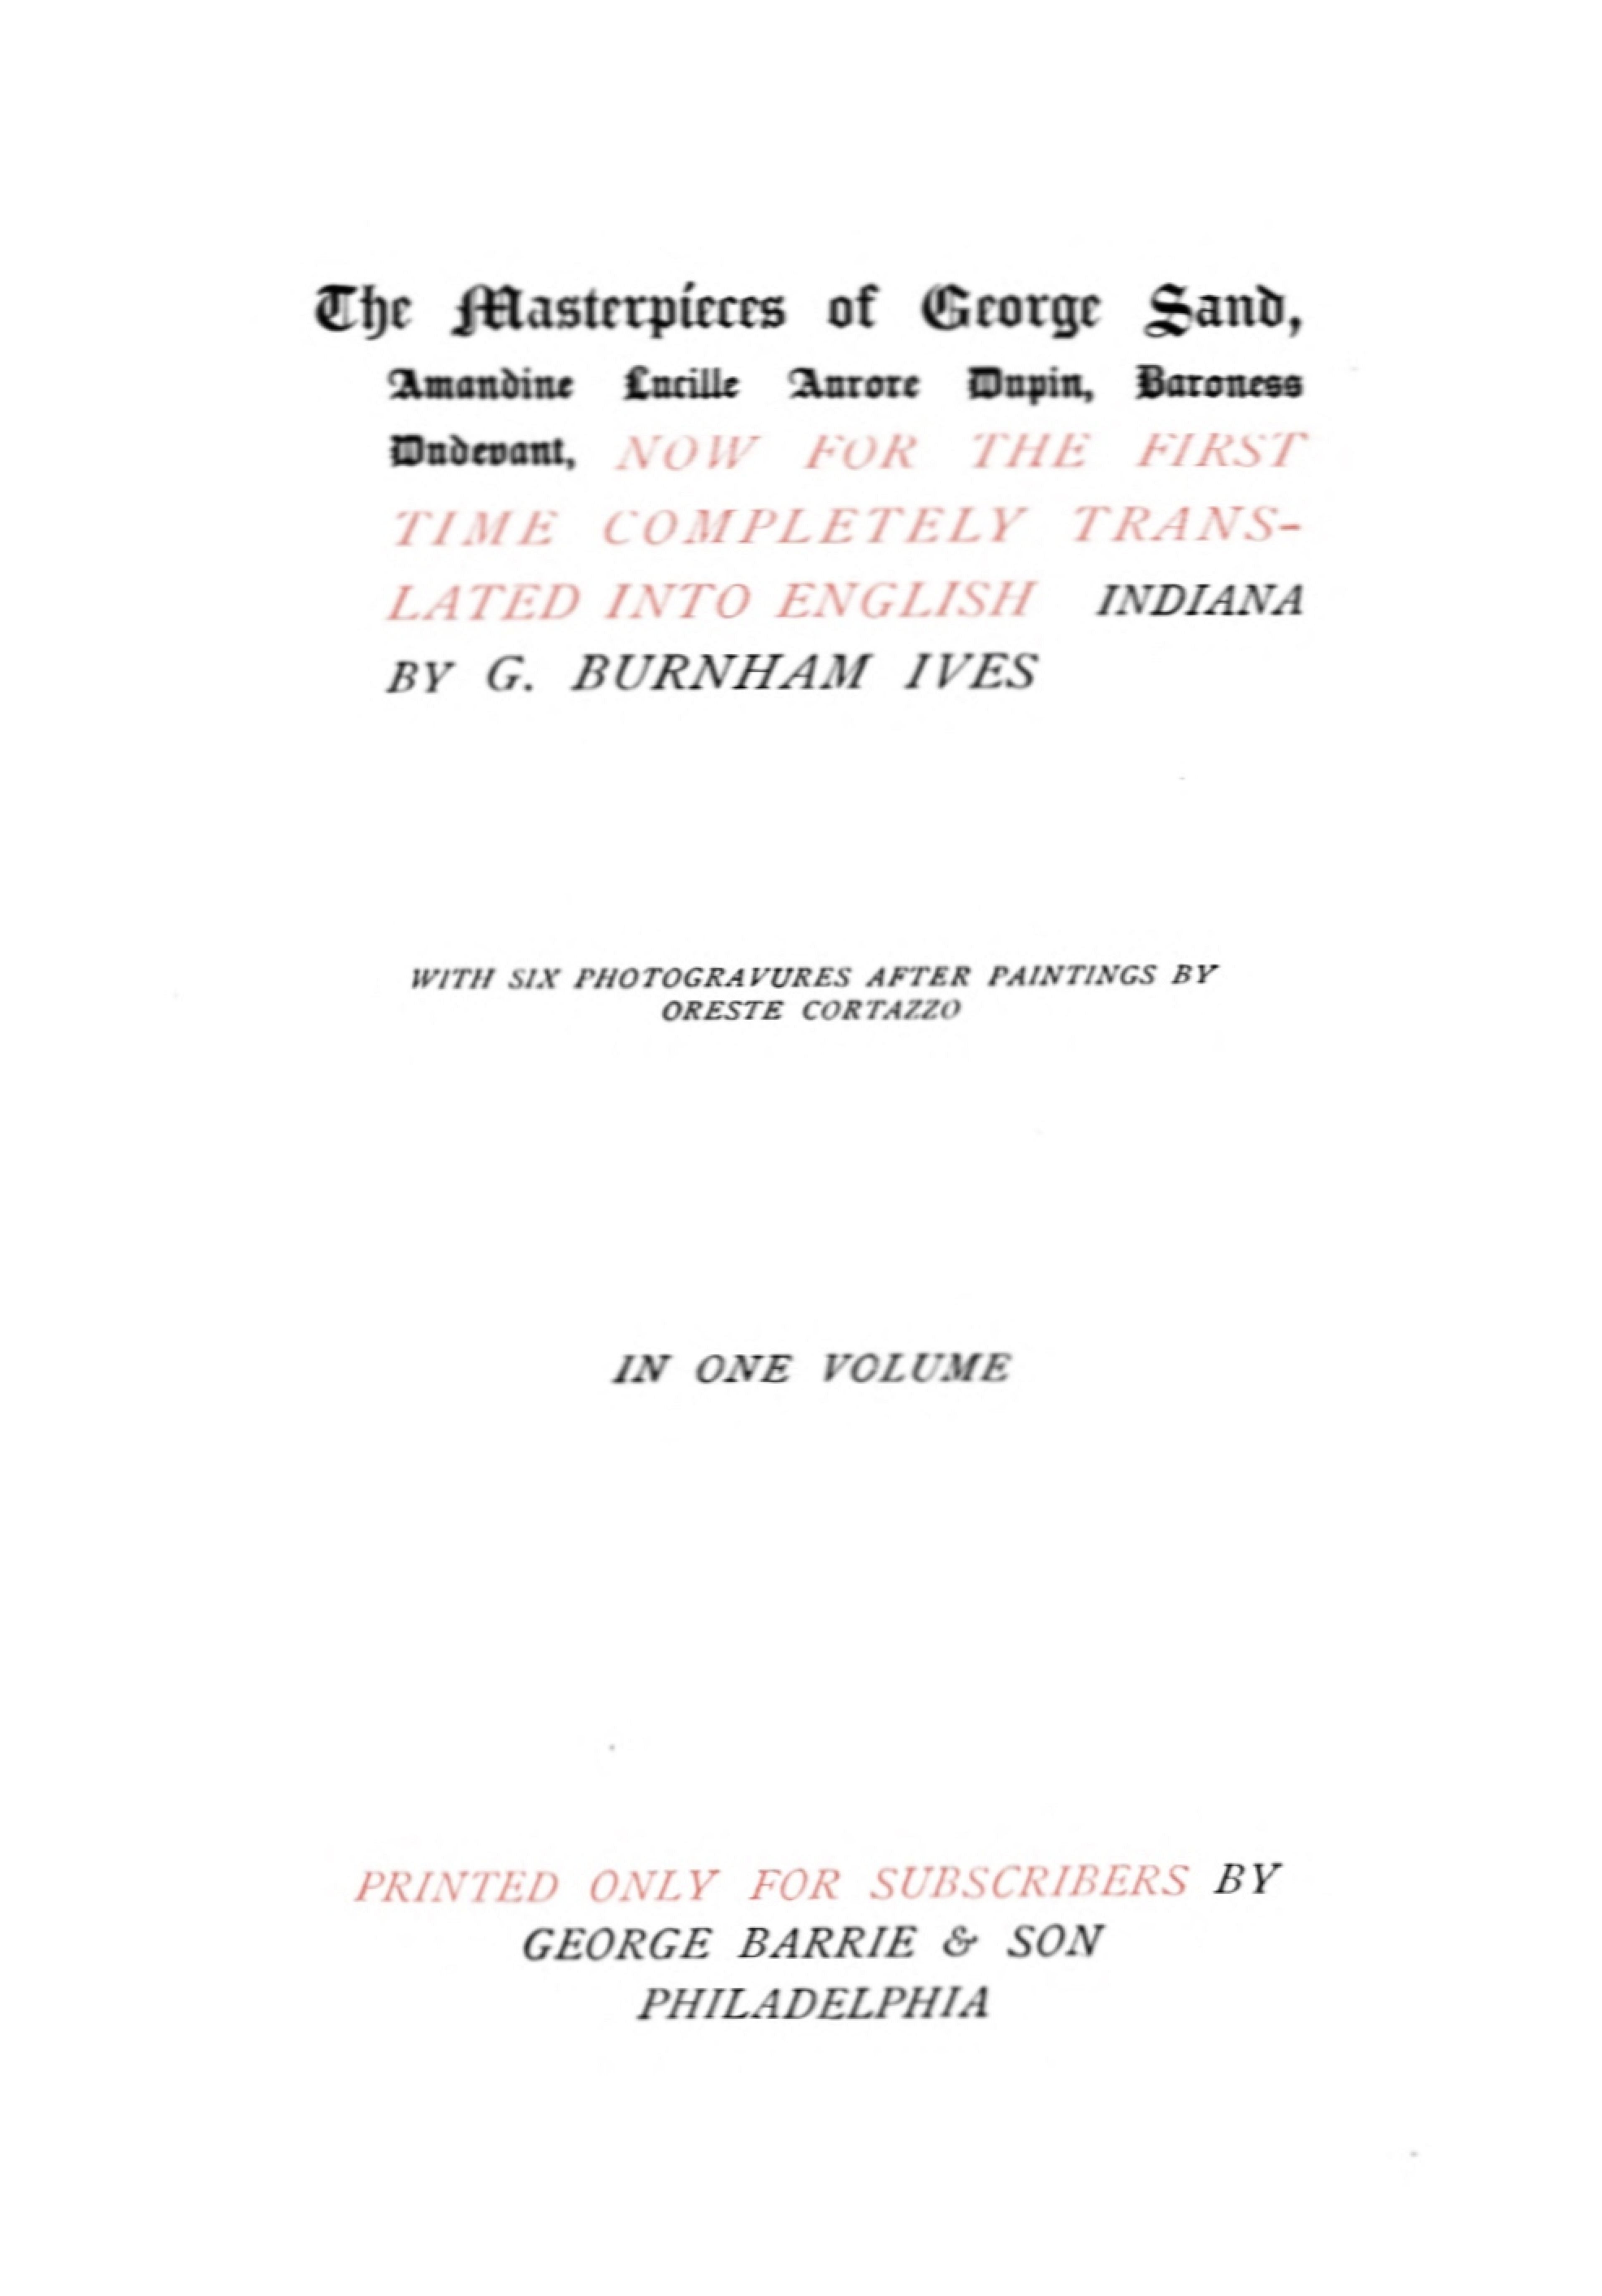 The Masterpieces of George Sand,
Amandine Lucille Aurore Dupin, Baroness
Dudevant, NOW FOR THE FIRST
TIME COMPLETELY TRANS-
LATED INTO ENGLISH INDIANA
BY G. BURNHAM IVES
WITH SIX PHOTOGRAVURES AFTER PAINTINGS BY
ORESTE CORTAZZO
IN ONE VOLUME
PRINTED ONLY FOR SUBSCRIBERS BY
GEORGE BARRIE & SON
PHILADELPHIA